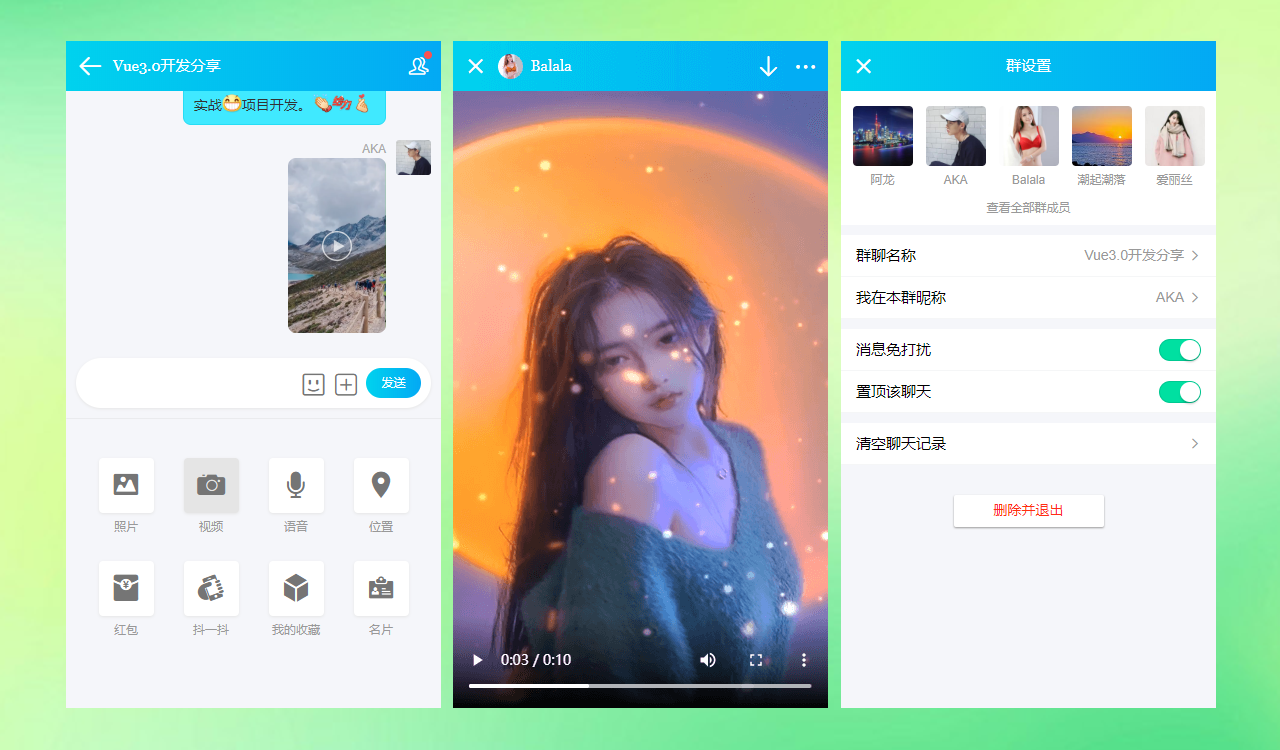 Vue3.0开发分享
实战😁项目开发。
AKA
发送
照片
视频
语音
位置
红包
抖一抖
我的收藏
名片
Balala
0:03 / 0:10
群设置
阿龙
AKA
Balala
潮起潮落
爱丽丝
查看全部群成员
群聊名称 Vue3.0开发分享
我在本群昵称 AKA
消息免打扰
置顶该聊天
清空聊天记录
删除并退出